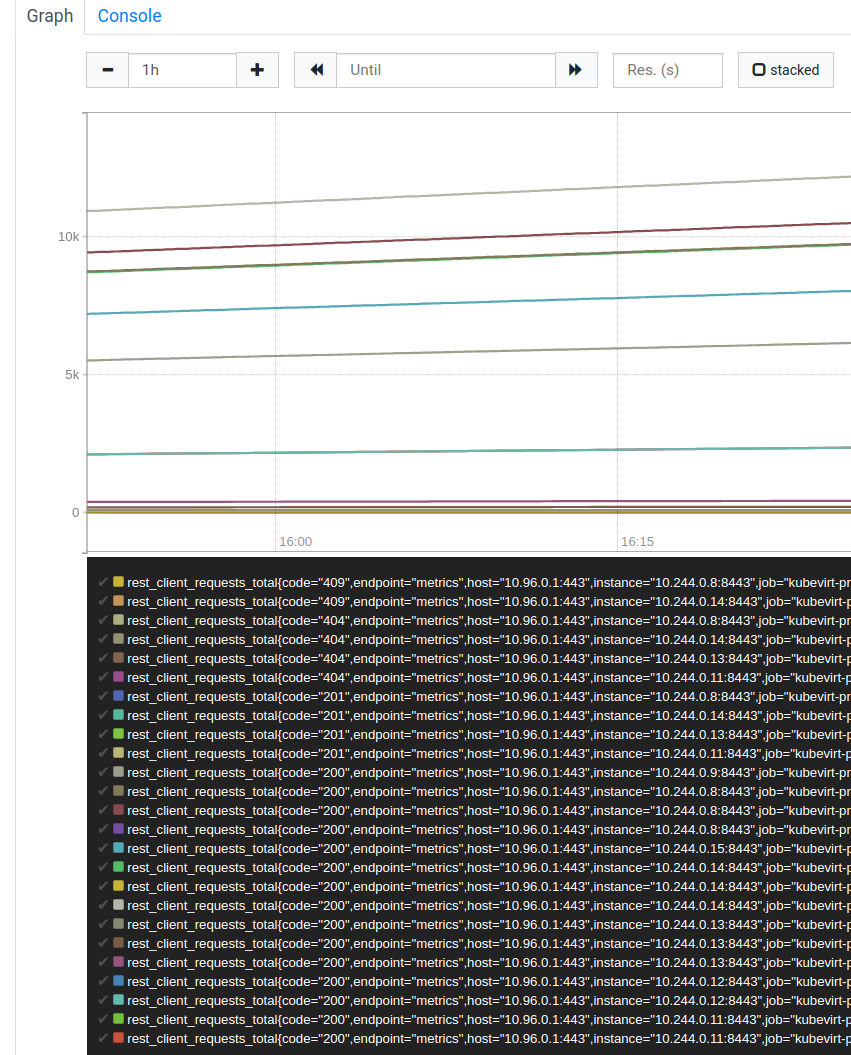 Graph Console
1h Until Res. (s) stacked
10k
5k
0
16:00 16:15
rest_client_requests_total{code="409",endpoint="metrics",host="10.96.0.1:443",instance="10.244.0.8:8443",job="kubevirt-pr
rest_client_requests_total{code="409",endpoint="metrics",host="10.96.0.1:443",instance="10.244.0.14:8443",job="kubevirt-p
rest_client_requests_total{code="404",endpoint="metrics",host="10.96.0.1:443",instance="10.244.0.8:8443",job="kubevirt-pr
rest_client_requests_total{code="404",endpoint="metrics",host="10.96.0.1:443",instance="10.244.0.14:8443",job="kubevirt-p
rest_client_requests_total{code="404",endpoint="metrics",host="10.96.0.1:443",instance="10.244.0.13:8443",job="kubevirt-p
rest_client_requests_total{code="404",endpoint="metrics",host="10.96.0.1:443",instance="10.244.0.11:8443",job="kubevirt-p
rest_client_requests_total{code="201",endpoint="metrics",host="10.96.0.1:443",instance="10.244.0.8:8443",job="kubevirt-pr
rest_client_requests_total{code="201",endpoint="metrics",host="10.96.0.1:443",instance="10.244.0.14:8443",job="kubevirt-p
rest_client_requests_total{code="201",endpoint="metrics",host="10.96.0.1:443",instance="10.244.0.13:8443",job="kubevirt-p
rest_client_requests_total{code="201",endpoint="metrics",host="10.96.0.1:443",instance="10.244.0.11:8443",job="kubevirt-p
rest_client_requests_total{code="200",endpoint="metrics",host="10.96.0.1:443",instance="10.244.0.9:8443",job="kubevirt-pr
rest_client_requests_total{code="200",endpoint="metrics",host="10.96.0.1:443",instance="10.244.0.8:8443",job="kubevirt-pr
rest_client_requests_total{code="200",endpoint="metrics",host="10.96.0.1:443",instance="10.244.0.8:8443",job="kubevirt-pr
rest_client_requests_total{code="200",endpoint="metrics",host="10.96.0.1:443",instance="10.244.0.8:8443",job="kubevirt-pr
rest_client_requests_total{code="200",endpoint="metrics",host="10.96.0.1:443",instance="10.244.0.15:8443",job="kubevirt-p
rest_client_requests_total{code="200",endpoint="metrics",host="10.96.0.1:443",instance="10.244.0.14:8443",job="kubevirt-p
rest_client_requests_total{code="200",endpoint="metrics",host="10.96.0.1:443",instance="10.244.0.14:8443",job="kubevirt-p
rest_client_requests_total{code="200",endpoint="metrics",host="10.96.0.1:443",instance="10.244.0.14:8443",job="kubevirt-p
rest_client_requests_total{code="200",endpoint="metrics",host="10.96.0.1:443",instance="10.244.0.13:8443",job="kubevirt-p
rest_client_requests_total{code="200",endpoint="metrics",host="10.96.0.1:443",instance="10.244.0.13:8443",job="kubevirt-p
rest_client_requests_total{code="200",endpoint="metrics",host="10.96.0.1:443",instance="10.244.0.13:8443",job="kubevirt-p
rest_client_requests_total{code="200",endpoint="metrics",host="10.96.0.1:443",instance="10.244.0.12:8443",job="kubevirt-p
rest_client_requests_total{code="200",endpoint="metrics",host="10.96.0.1:443",instance="10.244.0.12:8443",job="kubevirt-p
rest_client_requests_total{code="200",endpoint="metrics",host="10.96.0.1:443",instance="10.244.0.11:8443",job="kubevirt-p
rest_client_requests_total{code="200",endpoint="metrics",host="10.96.0.1:443",instance="10.244.0.11:8443",job="kubevirt-p